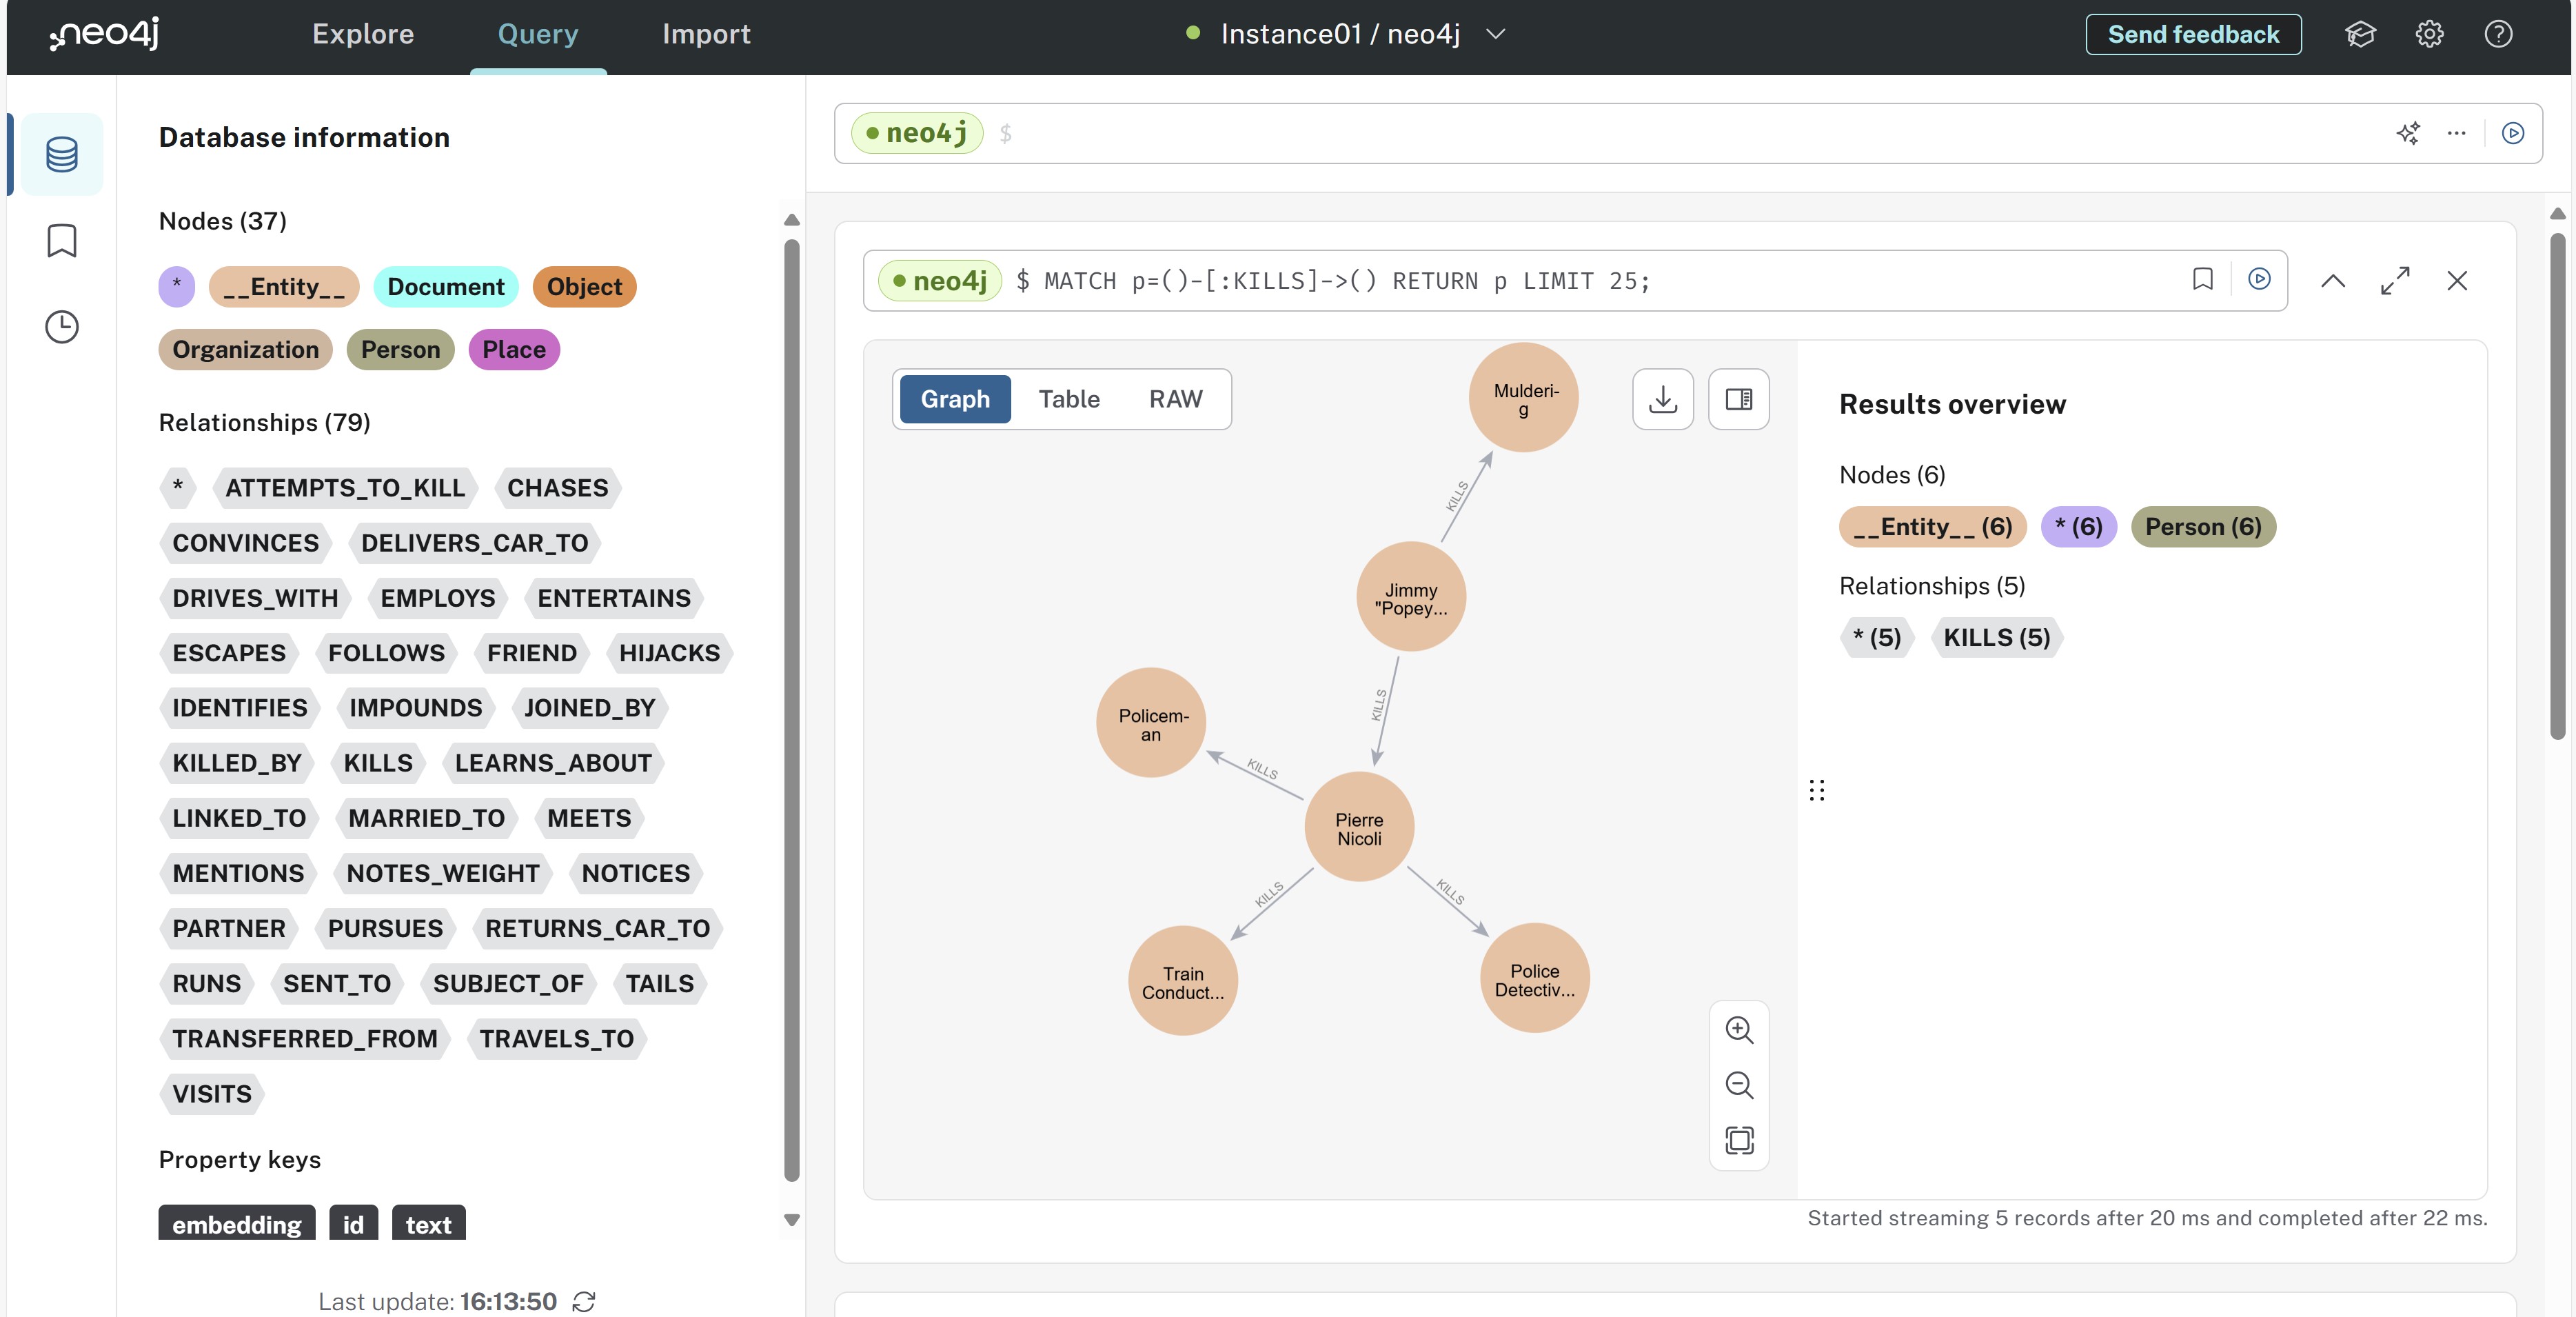 neo4j
Explore
Query
Import
Instance01 / neo4j
Send feedback
Database information
Nodes (37)
* __Entity__ Document Object
Organization Person Place
Relationships (79)
* ATTEMPTS_TO_KILL CHASES
CONVINCES DELIVERS_CAR_TO
DRIVES_WITH EMPLOYS ENTERTAINS
ESCAPES FOLLOWS FRIEND HIJACKS
IDENTIFIES IMPOUNDS JOINED_BY
KILLED_BY KILLS LEARNS_ABOUT
LINKED_TO MARRIED_TO MEETS
MENTIONS NOTES_WEIGHT NOTICES
PARTNER PURSUES RETURNS_CAR_TO
RUNS SENT_TO SUBJECT_OF TAILS
TRANSFERRED_FROM TRAVELS_TO
VISITS
Property keys
embedding id text
Last update: 16:13:50
neo4j $
neo4j $ MATCH p=()-[:KILLS]->() RETURN p LIMIT 25;
Graph Table RAW
Mulderi-
g
KILLS
Jimmy
"Popey...
KILLS
Policem-
an
KILLS
Pierre
Nicoli
KILLS
KILLS
Train
Conduct...
Police
Detectiv...
Results overview
Nodes (6)
__Entity__ (6) * (6) Person (6)
Relationships (5)
* (5) KILLS (5)
Started streaming 5 records after 20 ms and completed after 22 ms.